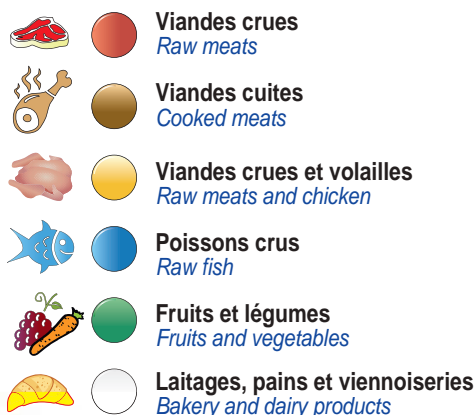 Viandes crues
Raw meats
Viandes cuites
Cooked meats
Viandes crues et volailles
Raw meats and chicken
Poissons crus
Raw fish
Fruits et légumes
Fruits and vegetables
Laitages, pains et viennoiseries
Bakery and dairy products